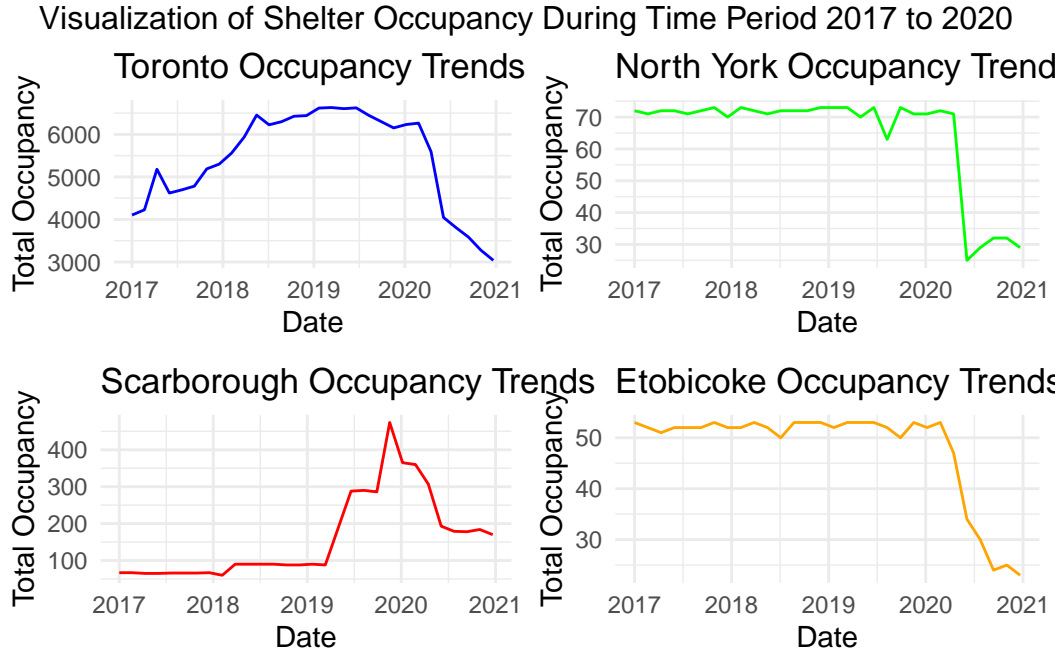 Visualization of Shelter Occupancy During Time Period 2017 to 2020
Toronto Occupancy Trends
Total Occupancy
6000
5000
4000
3000
2017 2018 2019 2020 2021
Date
North York Occupancy Trend
Total Occupancy
70
60
50
40
30
2017 2018 2019 2020 2021
Date
Scarborough Occupancy Trends
Total Occupancy
400
300
200
100
2017 2018 2019 2020 2021
Date
Etobicoke Occupancy Trends
Total Occupancy
50
40
30
2017 2018 2019 2020 2021
Date